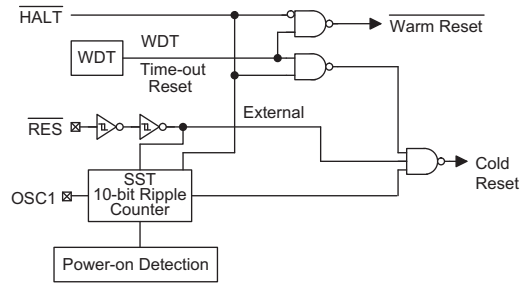 HALT
Warm Reset
WDT
WDT
Time-out
Reset
RES
External
Cold
Reset
OSC1
SST
10-bit Ripple
Counter
Power-on Detection